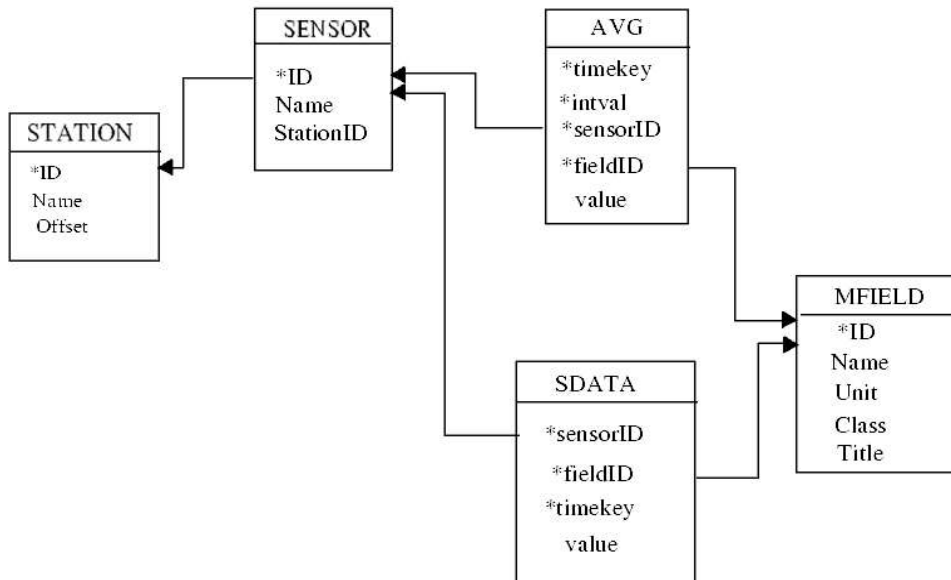 STATION
*ID
Name
Offset
SENSOR
*ID
Name
StationID
AVG
*timekey
*intval
*sensorID
*fieldID
value
SDATA
*sensorID
*fieldID
*timekey
value
MFIELD
*ID
Name
Unit
Class
Title